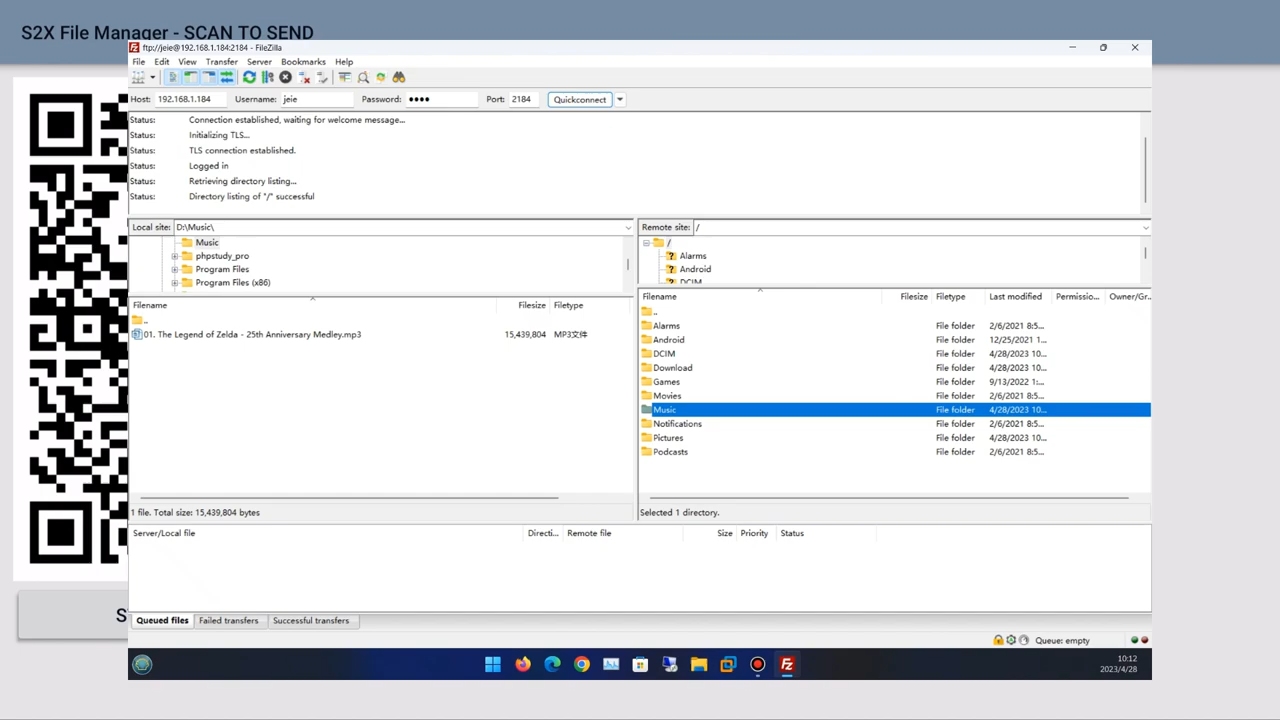 S2X File Manager - SCAN TO SEND
ftp://jeie@192.168.1.184:2184 - FileZilla
File Edit View Transfer Server Bookmarks Help
Host: 192.168.1.184 Username: jeie Password: •••• Port: 2184 Quickconnect
Status: Connection established, waiting for welcome message...
Status: Initializing TLS...
Status: TLS connection established.
Status: Logged in
Status: Retrieving directory listing...
Status: Directory listing of "/" successful
Local site: D:\Music\
Music
phpstudy_pro
Program Files
Program Files (x86)
Filename Filesize Filetype
..
01. The Legend of Zelda - 25th Anniversary Medley.mp3 15,439,804 MP3文件
1 file. Total size: 15,439,804 bytes
Remote site: /
/
Alarms
Android
DCIM
Filename Filesize Filetype Last modified Permissio... Owner/Gr...
..
Alarms File folder 2/6/2021 8:5...
Android File folder 12/25/2021 1...
DCIM File folder 4/28/2023 10...
Download File folder 4/28/2023 10...
Games File folder 9/13/2022 1:...
Movies File folder 2/6/2021 8:5...
Music File folder 4/28/2023 10...
Notifications File folder 2/6/2021 8:5...
Pictures File folder 4/28/2023 10...
Podcasts File folder 2/6/2021 8:5...
Selected 1 directory.
Server/Local file Directi... Remote file Size Priority Status
S
Queued files Failed transfers Successful transfers
Queue: empty
10:12
2023/4/28